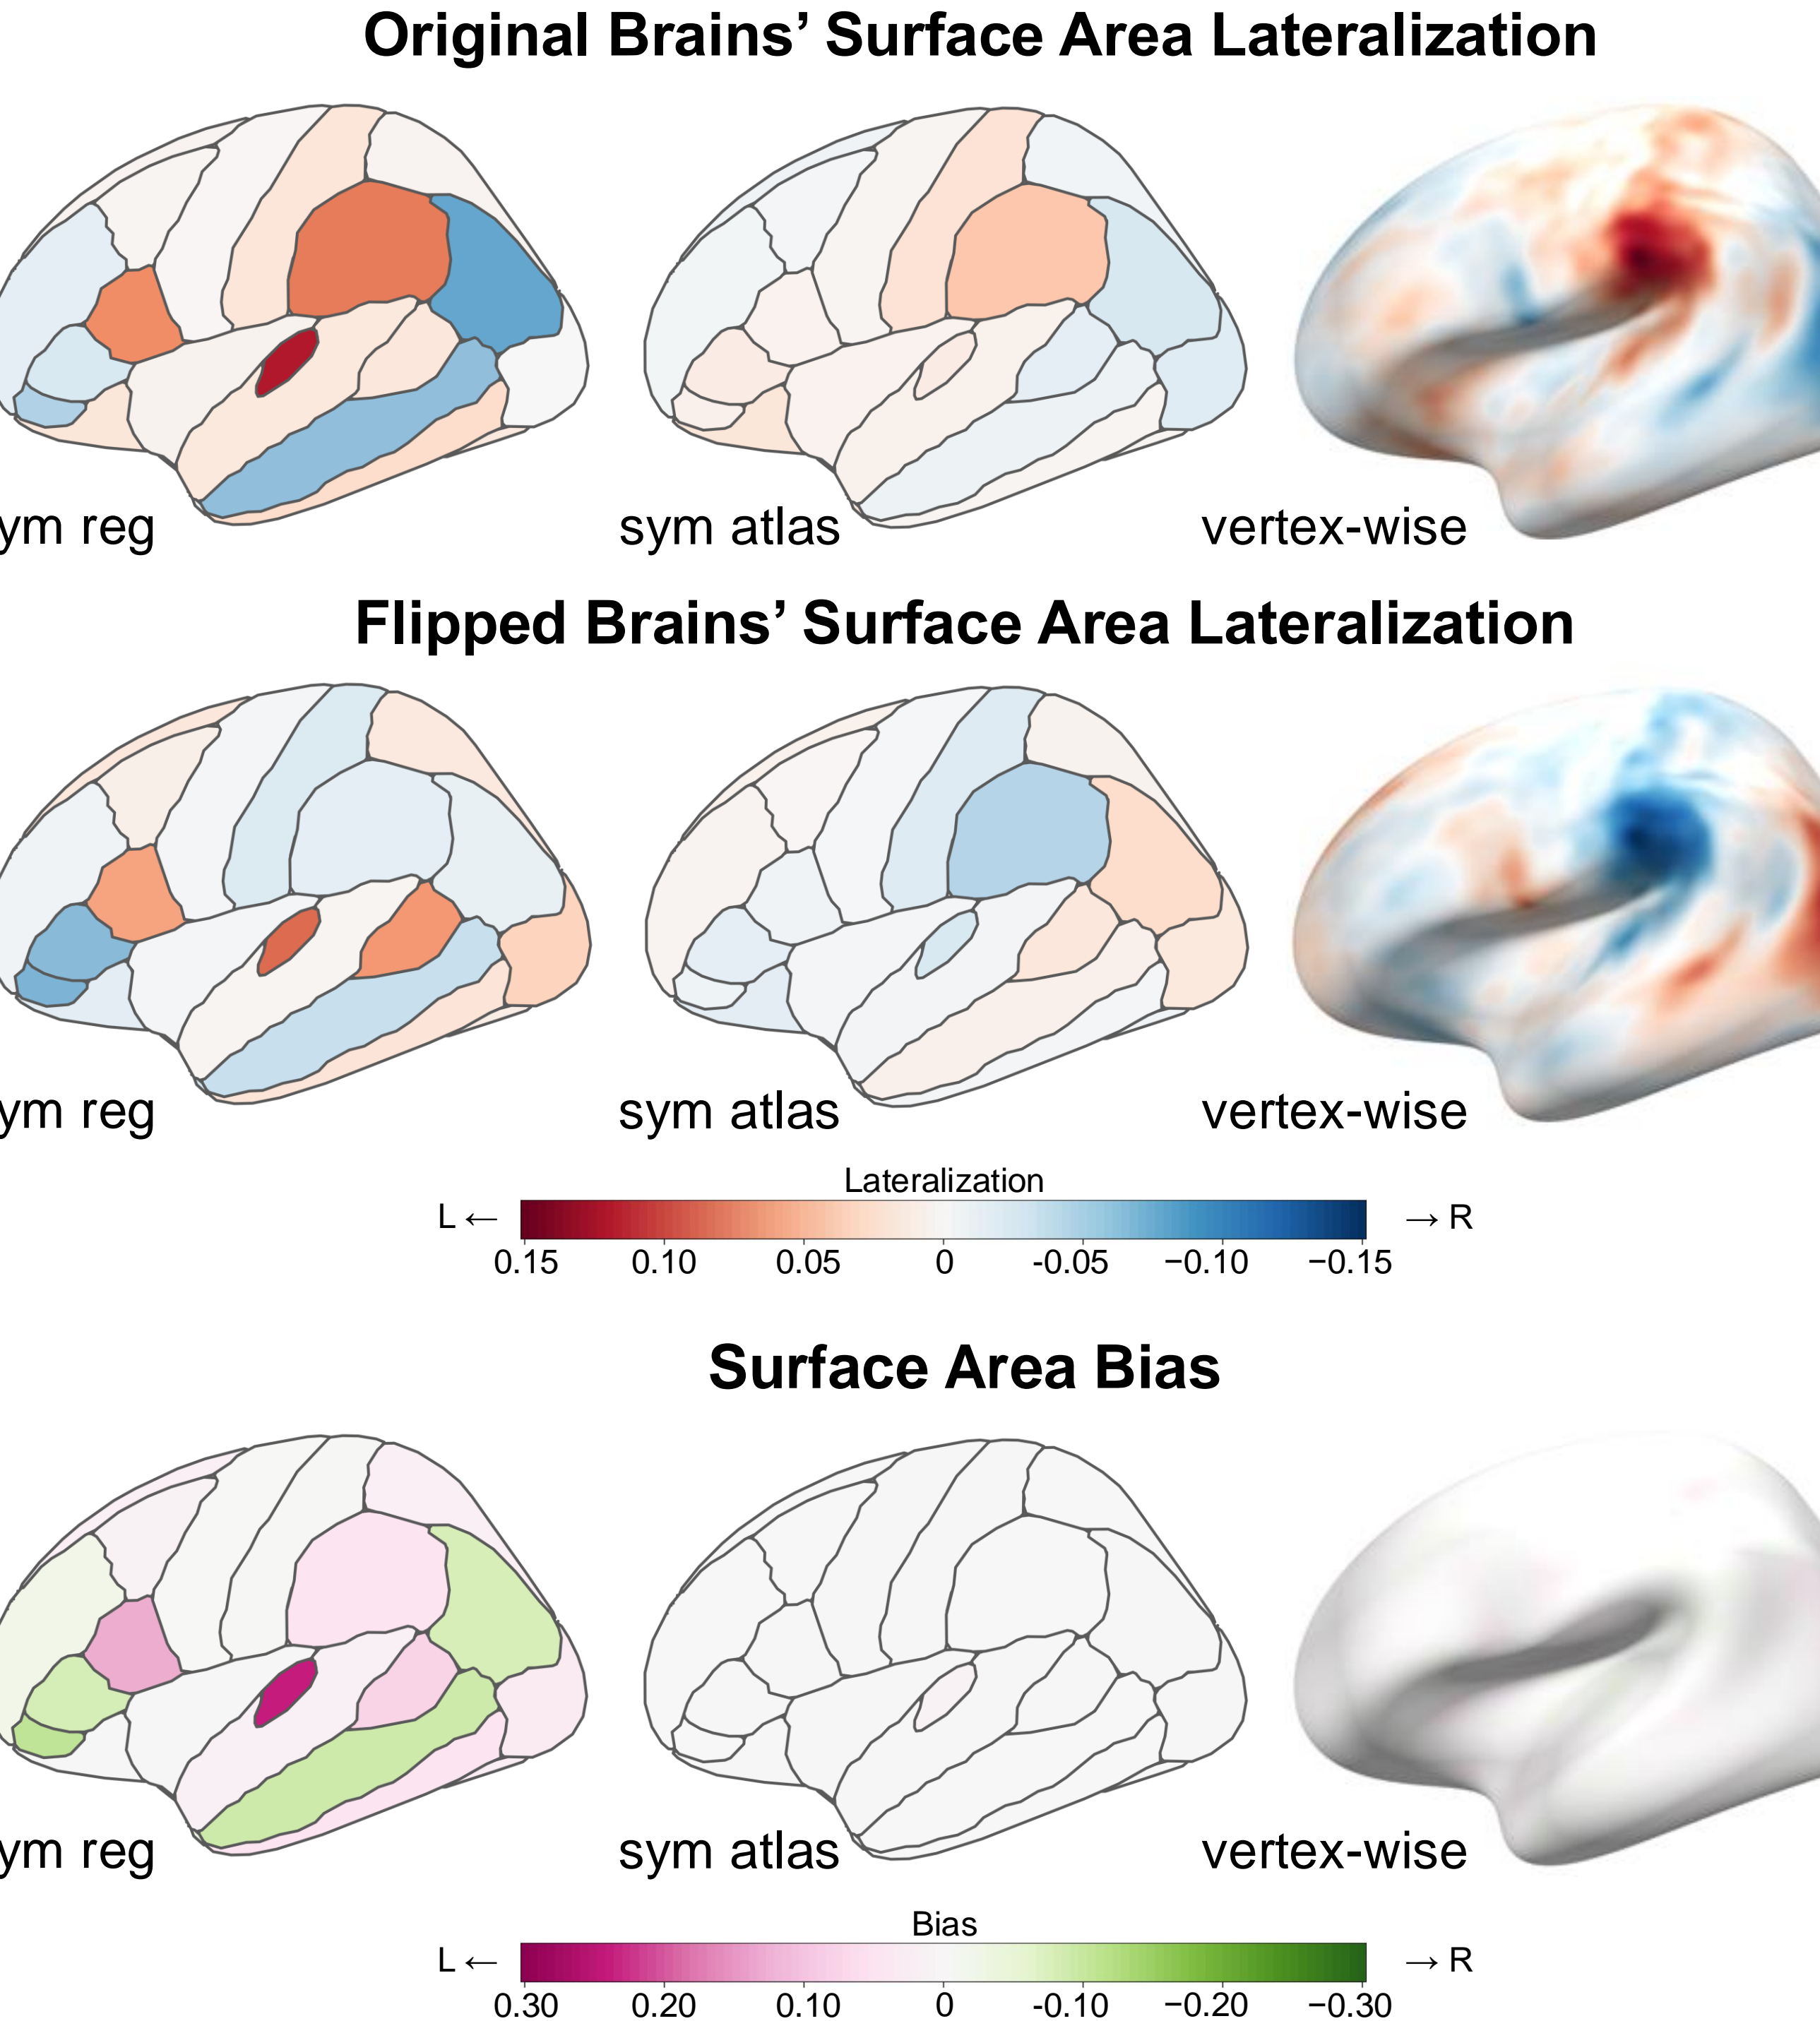 Original Brains’ Surface Area Lateralization
ym reg sym atlas vertex-wise
Flipped Brains’ Surface Area Lateralization
ym reg sym atlas vertex-wise
Lateralization
L ← → R
0.15 0.10 0.05 0 -0.05 −0.10 −0.15
Surface Area Bias
ym reg sym atlas vertex-wise
Bias
L ← → R
0.30 0.20 0.10 0 -0.10 −0.20 −0.30